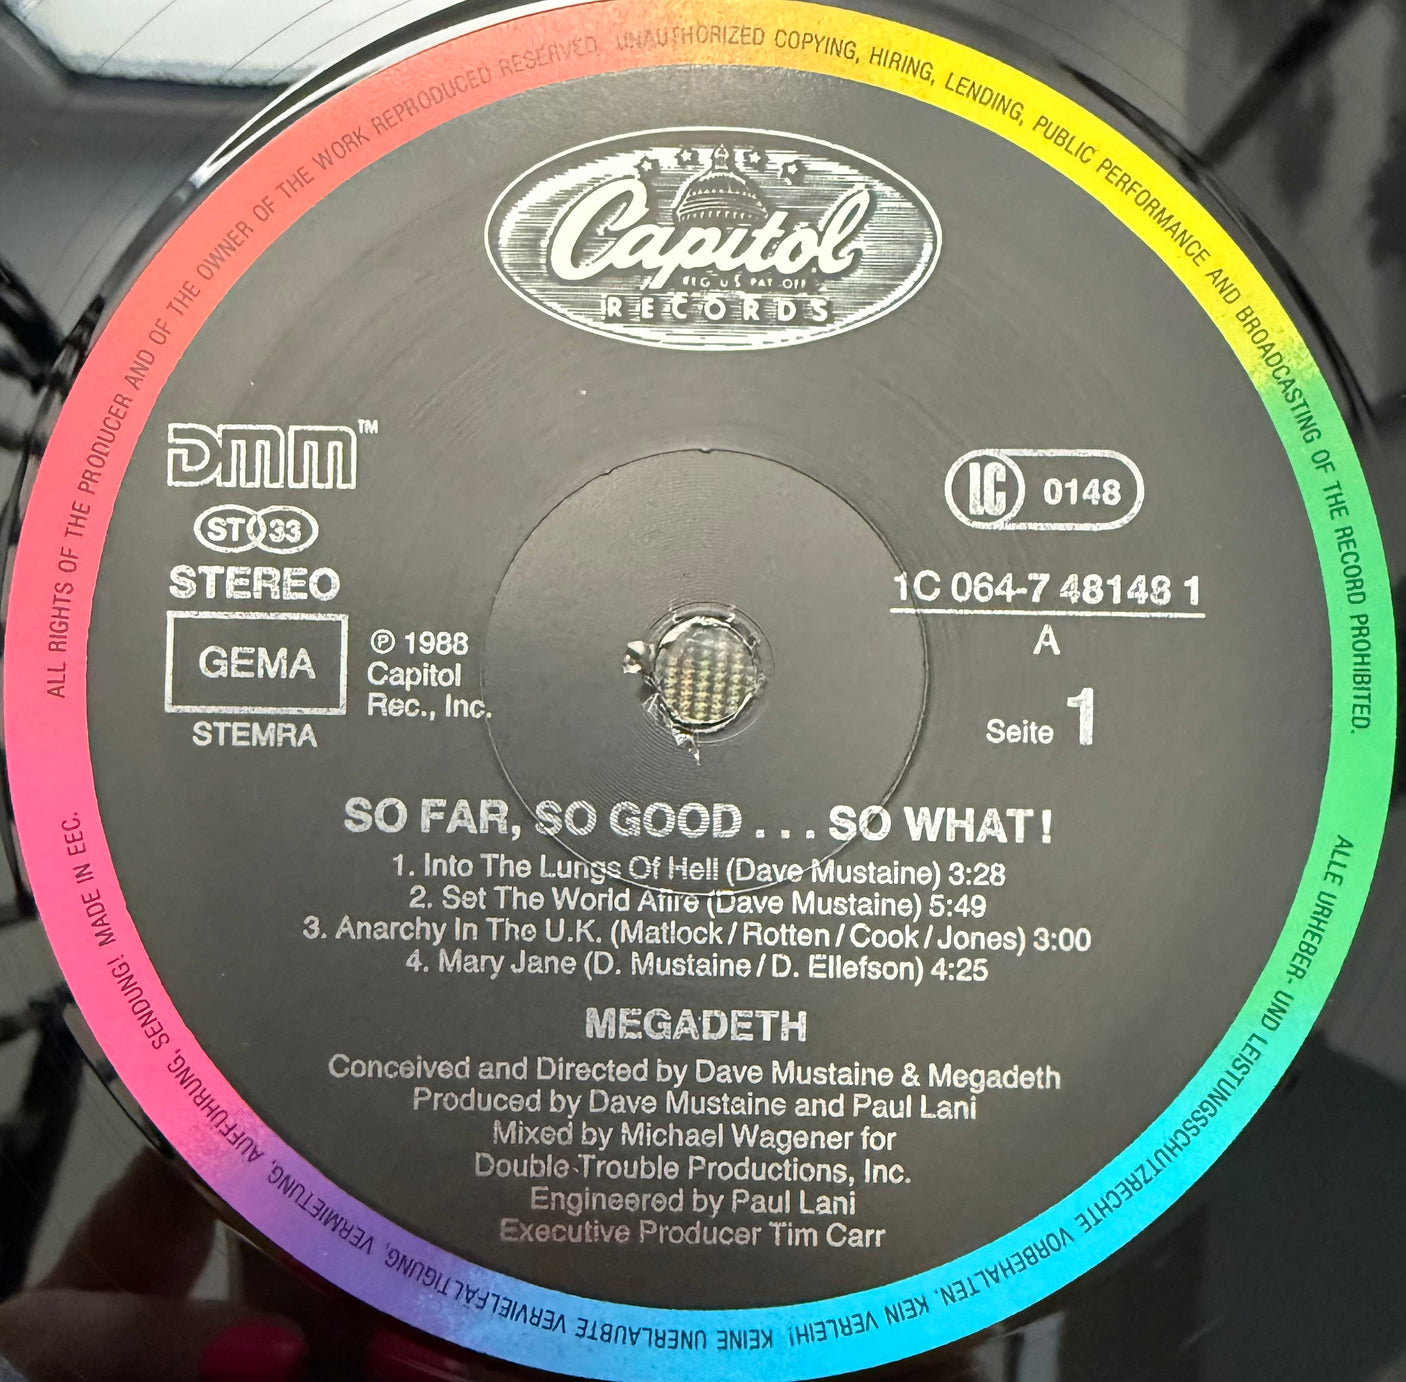 ALL RIGHTS OF THE PRODUCER AND OF THE OWNER OF THE WORK REPRODUCED RESERVED. UNAUTHORIZED COPYING, HIRING, LENDING, PUBLIC PERFORMANCE AND BROADCASTING OF THE RECORD PROHIBITED.
Capitol
REG US PAT OFF
RECORDS
DMM™
ST 33
STEREO
GEMA
STEMRA
℗ 1988
Capitol
Rec., Inc.
LC 0148
1C 064-7 48148 1
A
Seite 1
SO FAR, SO GOOD . . . SO WHAT!
1. Into The Lungs Of Hell (Dave Mustaine) 3:28
2. Set The World Afire (Dave Mustaine) 5:49
3. Anarchy In The U.K. (Matlock/Rotten/Cook/Jones) 3:00
4. Mary Jane (D. Mustaine/D. Ellefson) 4:25
MEGADETH
Conceived and Directed by Dave Mustaine & Megadeth
Produced by Dave Mustaine and Paul Lani
Mixed by Michael Wagener for
Double Trouble Productions, Inc.
Engineered by Paul Lani
Executive Producer Tim Carr
ALLE URHEBER- UND LEISTUNGSSCHUTZRECHTE VORBEHALTEN. KEIN VERLEIH! KEINE UNERLAUBTE VERVIELFÄLTIGUNG, VERMIETUNG, AUFFÜHRUNG, SENDUNG! MADE IN EEC.